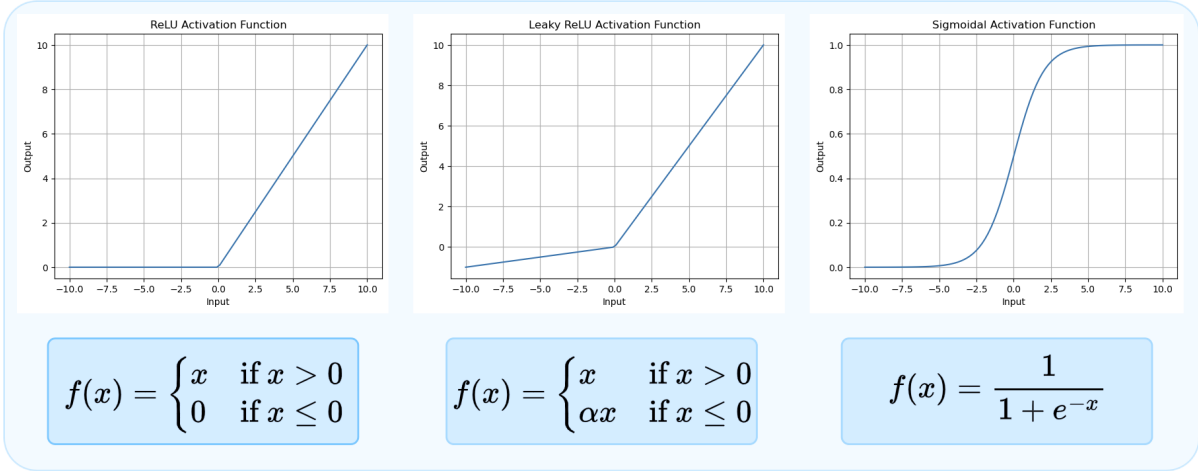 ReLU Activation Function
Output
10
8
6
4
2
0
−10.0 −7.5 −5.0 −2.5 0.0 2.5 5.0 7.5 10.0
Input
f(x) = { x if x > 0
0 if x ≤ 0
Leaky ReLU Activation Function
Output
10
8
6
4
2
0
−10.0 −7.5 −5.0 −2.5 0.0 2.5 5.0 7.5 10.0
Input
f(x) = { x if x > 0
αx if x ≤ 0
Sigmoidal Activation Function
Output
1.0
0.8
0.6
0.4
0.2
0.0
−10.0 −7.5 −5.0 −2.5 0.0 2.5 5.0 7.5 10.0
Input
f(x) = 1 / (1 + e^{−x})